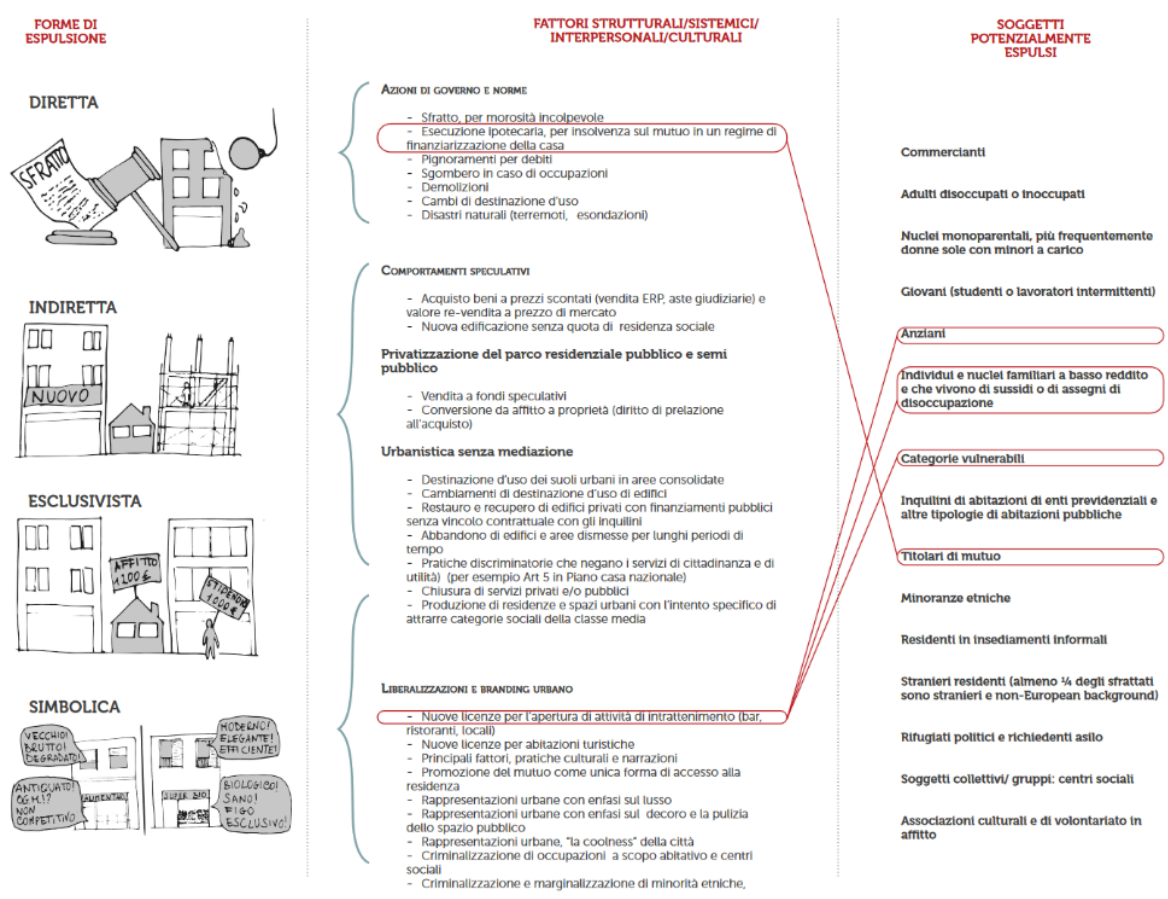 FORME DI
ESPULSIONE
FATTORI STRUTTURALI/SISTEMICI/
INTERPERSONALI/CULTURALI
SOGGETTI
POTENZIALMENTE
ESPULSI
DIRETTA
SFRATTO
INDIRETTA
NUOVO
ESCLUSIVISTA
AFFITTO
1200 €
STIPENDIO
1000 €
SIMBOLICA
VECCHIO!
BRUTTO!
DEGRADATO!
MODERNO!
ELEGANTE!
EFFICIENTE!
ANTIQUATO!
OGM!?
NON
COMPETITIVO
ALIMENTARI
SUPER BIO
BIOLOGICO!
SANO!
FIGO
ESCLUSIVO!
AZIONI DI GOVERNO E NORME
- Sfratto, per morosità incolpevole
- Esecuzione ipotecaria, per insolvenza sul mutuo in un regime di
finanziarizzazione della casa
- Pignoramenti per debiti
- Sgombero in caso di occupazioni
- Demolizioni
- Cambi di destinazione d'uso
- Disastri naturali (terremoti, esondazioni)
COMPORTAMENTI SPECULATIVI
- Acquisto beni a prezzi scontati (vendita ERP, aste giudiziarie) e
valore re-vendita a prezzo di mercato
- Nuova edificazione senza quota di residenza sociale
Privatizzazione del parco residenziale pubblico e semi
pubblico
- Vendita a fondi speculativi
- Conversione da affitto a proprietà (diritto di prelazione
all'acquisto)
Urbanistica senza mediazione
- Destinazione d'uso dei suoli urbani in aree consolidate
- Cambiamenti di destinazione d'uso di edifici
- Restauro e recupero di edifici privati con finanziamenti pubblici
senza vincolo contrattuale con gli inquilini
- Abbandono di edifici e aree dismesse per lunghi periodi di
tempo
- Pratiche discriminatorie che negano i servizi di cittadinanza e di
utilità) (per esempio Art 5 in Piano casa nazionale)
- Chiusura di servizi privati e/o pubblici
- Produzione di residenze e spazi urbani con l'intento specifico di
attrarre categorie sociali della classe media
LIBERALIZZAZIONI E BRANDING URBANO
- Nuove licenze per l'apertura di attività di intrattenimento (bar,
ristoranti, locali)
- Nuove licenze per abitazioni turistiche
- Principali fattori, pratiche culturali e narrazioni
- Promozione del mutuo come unica forma di accesso alla
residenza
- Rappresentazioni urbane con enfasi sul lusso
- Rappresentazioni urbane con enfasi sul decoro e la pulizia
dello spazio pubblico
- Rappresentazioni urbane, "la coolness" della città
- Criminalizzazione di occupazioni a scopo abitativo e centri
sociali
- Criminalizzazione e marginalizzazione di minorità etniche,
Commercianti
Adulti disoccupati o inoccupati
Nuclei monoparentali, più frequentemente
donne sole con minori a carico
Giovani (studenti o lavoratori intermittenti)
Anziani
Individui e nuclei familiari a basso reddito
e che vivono di sussidi o di assegni di
disoccupazione
Categorie vulnerabili
Inquilini di abitazioni di enti previdenziali e
altre tipologie di abitazioni pubbliche
Titolari di mutuo
Minoranze etniche
Residenti in insediamenti informali
Stranieri residenti (almeno ¼ degli sfrattati
sono stranieri e non-European background)
Rifugiati politici e richiedenti asilo
Soggetti collettivi/ gruppi: centri sociali
Associazioni culturali e di volontariato in
affitto